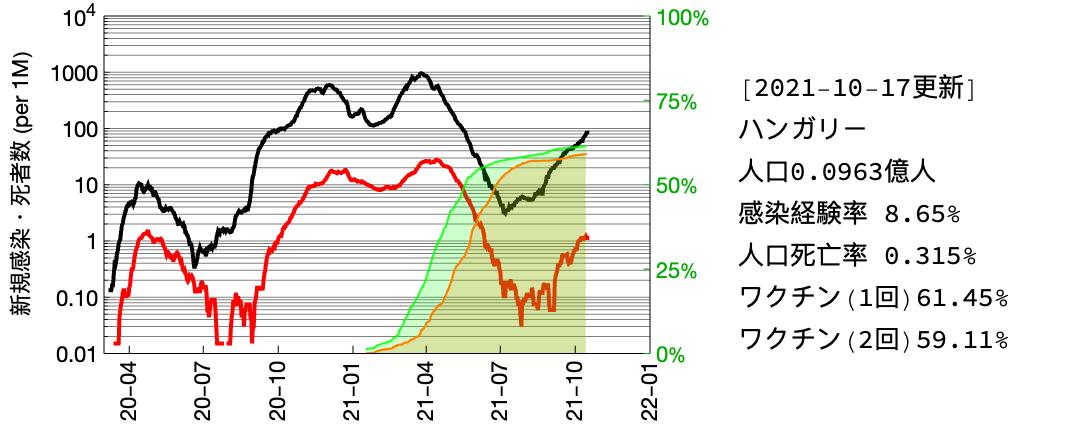 新規感染・死者数 (per 1M)
10^4
1000
100
10
1
0.10
0.01
100%
75%
50%
25%
0%
20-04
20-07
20-10
21-01
21-04
21-07
21-10
22-01
[2021-10-17更新]
ハンガリー
人口0.0963億人
感染経験率 8.65%
人口死亡率 0.315%
ワクチン(1回)61.45%
ワクチン(2回)59.11%